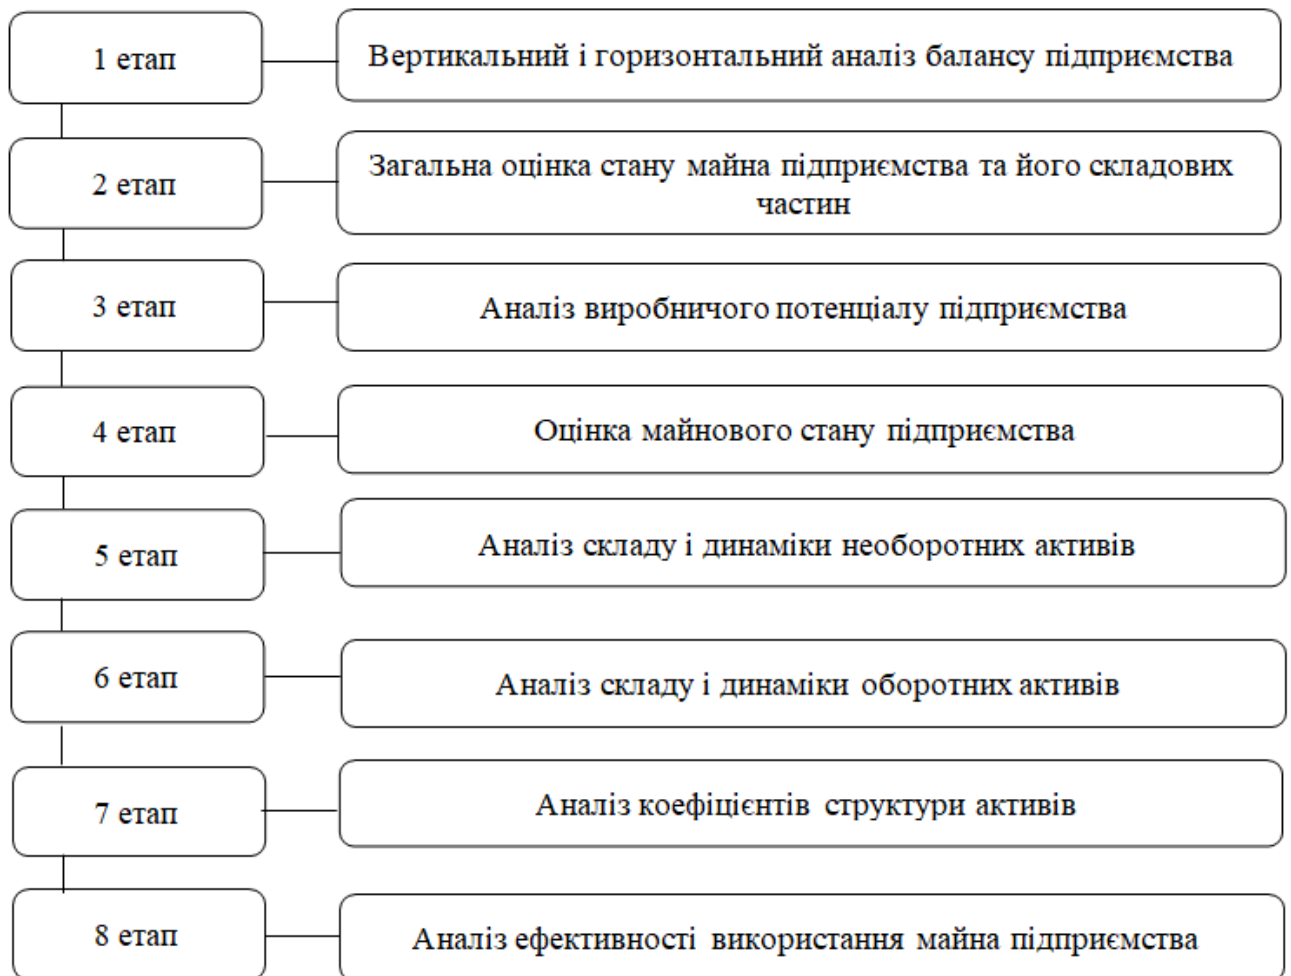 1 етап
Вертикальний і горизонтальний аналіз балансу підприємства
2 етап
Загальна оцінка стану майна підприємства та його складових
частин
3 етап
Аналіз виробничого потенціалу підприємства
4 етап
Оцінка майнового стану підприємства
5 етап
Аналіз складу і динаміки необоротних активів
6 етап
Аналіз складу і динаміки оборотних активів
7 етап
Аналіз коефіцієнтів структури активів
8 етап
Аналіз ефективності використання майна підприємства